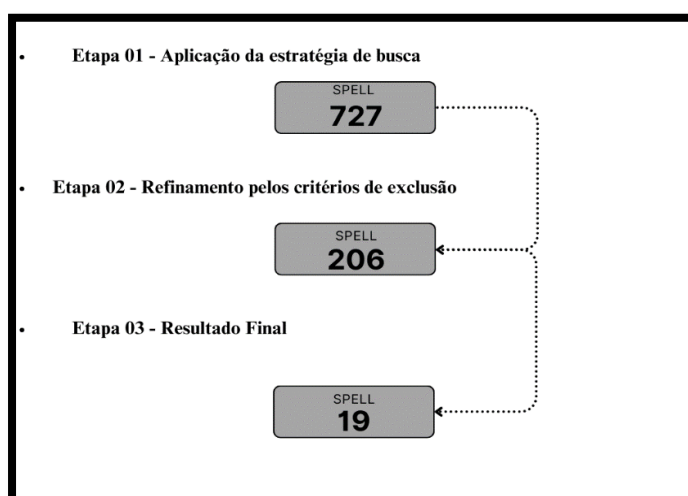 • Etapa 01 - Aplicação da estratégia de busca
SPELL
727
• Etapa 02 - Refinamento pelos critérios de exclusão
SPELL
206
• Etapa 03 - Resultado Final
SPELL
19